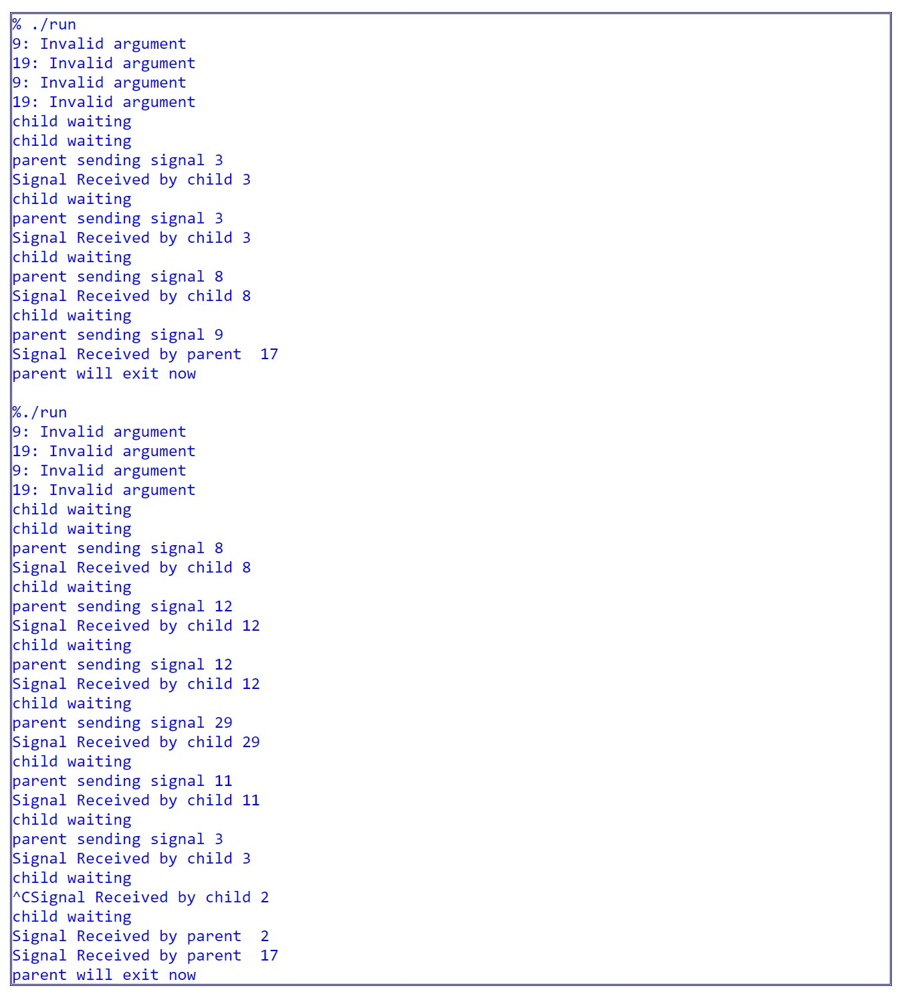 % ./run
9: Invalid argument
19: Invalid argument
9: Invalid argument
19: Invalid argument
child waiting
child waiting
parent sending signal 3
Signal Received by child 3
child waiting
parent sending signal 3
Signal Received by child 3
child waiting
parent sending signal 8
Signal Received by child 8
child waiting
parent sending signal 9
Signal Received by parent  17
parent will exit now

%./run
9: Invalid argument
19: Invalid argument
9: Invalid argument
19: Invalid argument
child waiting
child waiting
parent sending signal 8
Signal Received by child 8
child waiting
parent sending signal 12
Signal Received by child 12
child waiting
parent sending signal 12
Signal Received by child 12
child waiting
parent sending signal 29
Signal Received by child 29
child waiting
parent sending signal 11
Signal Received by child 11
child waiting
parent sending signal 3
Signal Received by child 3
child waiting
^CSignal Received by child 2
child waiting
Signal Received by parent  2
Signal Received by parent  17
parent will exit now